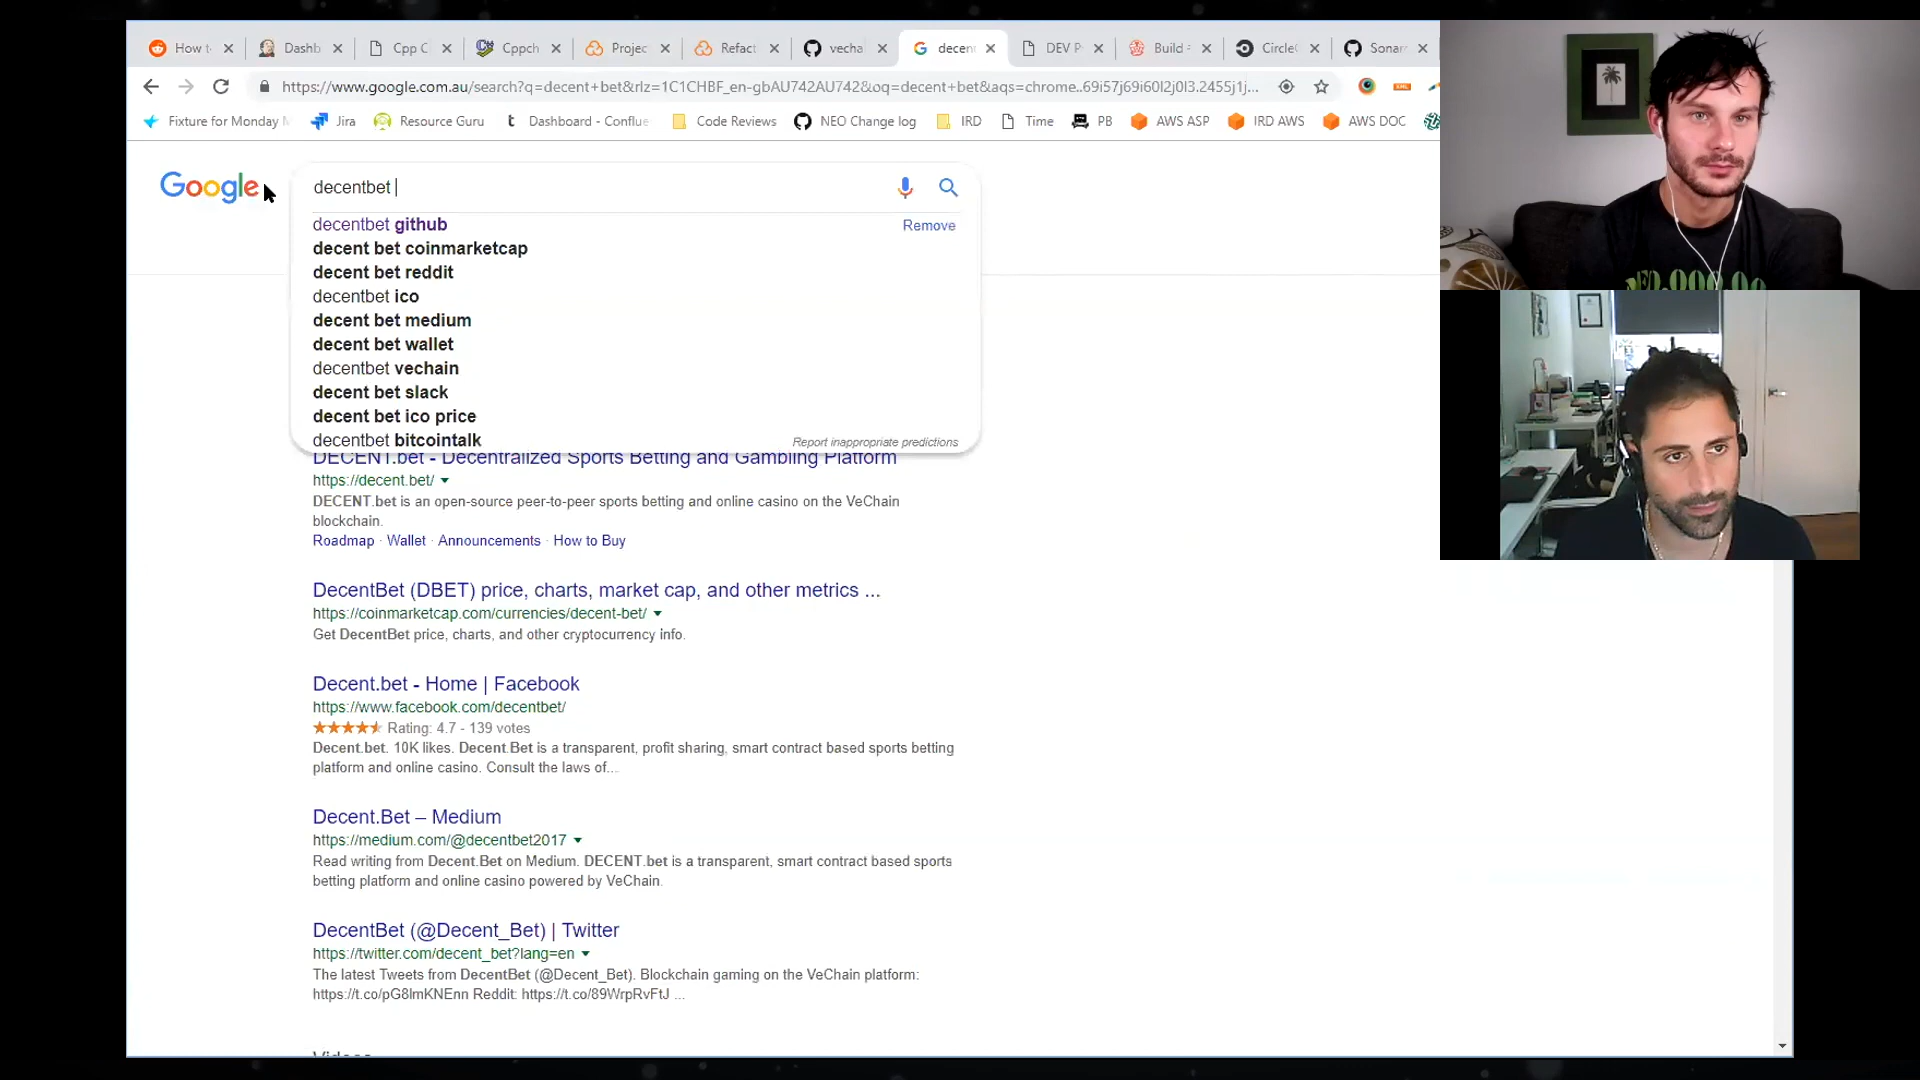 How t
Dashb
Cpp C
Cppch
Projec
Refact
vecha
decen
DEV P
Build
CircleC
Sonar
https://www.google.com.au/search?q=decent+bet&rlz=1C1CHBF_en-gbAU742AU742&oq=decent+bet&aqs=chrome..69i57j69i60l2j0l3.2455j1j...
Fixture for Monday
Jira
Resource Guru
Dashboard - Conflue
Code Reviews
NEO Change log
IRD
Time
PB
AWS ASP
IRD AWS
AWS DOC
Google
decentbet
decentbet github
Remove
decent bet coinmarketcap
decent bet reddit
decentbet ico
decent bet medium
decent bet wallet
decentbet vechain
decent bet slack
decent bet ico price
decentbet bitcointalk
Report inappropriate predictions
DECENT.bet - Decentralized Sports Betting and Gambling Platform
https://decent.bet/
DECENT.bet is an open-source peer-to-peer sports betting and online casino on the VeChain
blockchain.
Roadmap · Wallet · Announcements · How to Buy
DecentBet (DBET) price, charts, market cap, and other metrics ...
https://coinmarketcap.com/currencies/decent-bet/
Get DecentBet price, charts, and other cryptocurrency info.
Decent.bet - Home | Facebook
https://www.facebook.com/decentbet/
Rating: 4.7 - 139 votes
Decent.bet. 10K likes. Decent.Bet is a transparent, profit sharing, smart contract based sports betting
platform and online casino. Consult the laws of...
Decent.Bet – Medium
https://medium.com/@decentbet2017
Read writing from Decent.Bet on Medium. DECENT.bet is a transparent, smart contract based sports
betting platform and online casino powered by VeChain.
DecentBet (@Decent_Bet) | Twitter
https://twitter.com/decent_bet?lang=en
The latest Tweets from DecentBet (@Decent_Bet). Blockchain gaming on the VeChain platform:
https://t.co/pG8lmKNEnn Reddit: https://t.co/89WrpRvFtJ ...